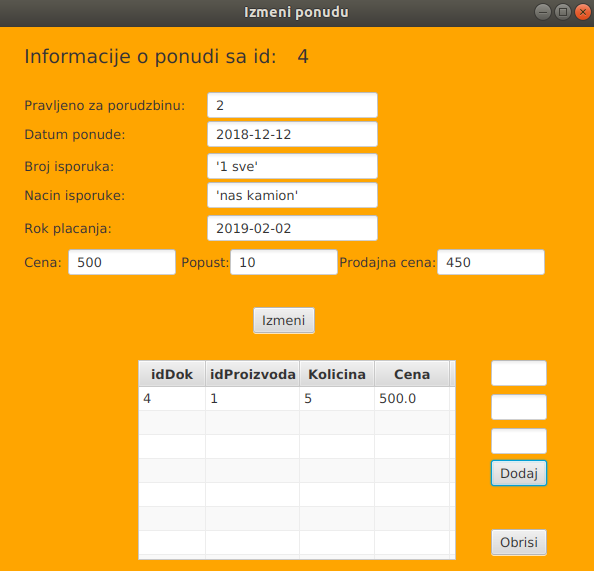 Izmeni ponudu
Informacije o ponudi sa id: 4
Pravljeno za porudzbinu: 2
Datum ponude: 2018-12-12
Broj isporuka: '1 sve'
Nacin isporuke: 'nas kamion'
Rok placanja: 2019-02-02
Cena: 500 Popust: 10 Prodajna cena: 450
Izmeni
idDok idProizvoda Kolicina Cena
4 1 5 500.0
Dodaj
Obrisi